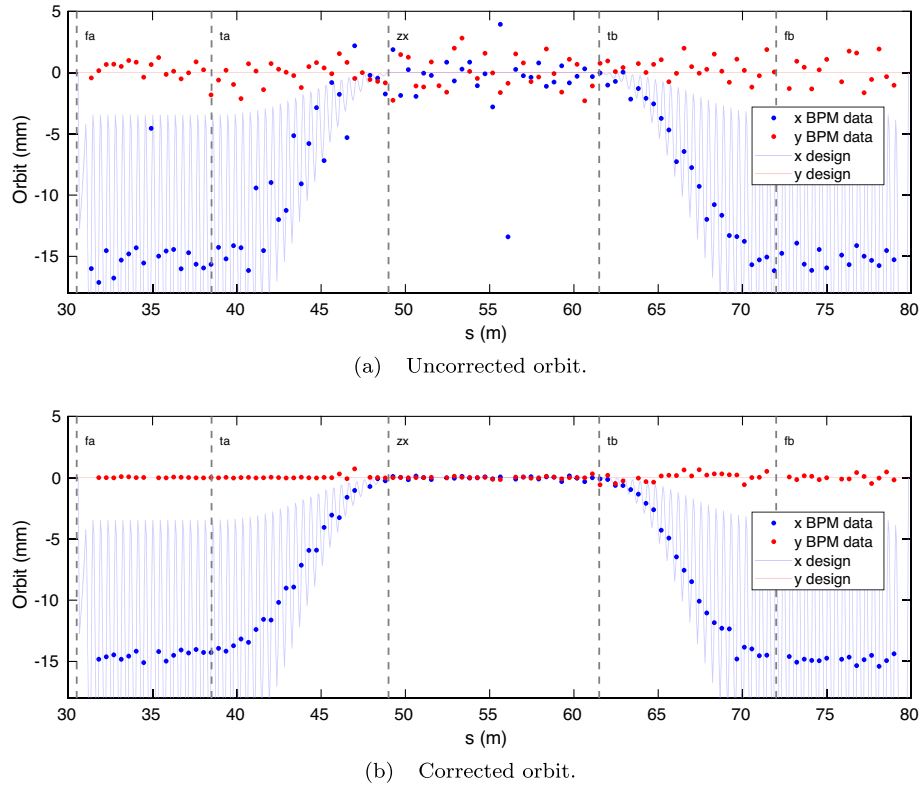 5
fa
ta
zx
tb
fb
0
-5
-10
-15
Orbit (mm)
x BPM data
y BPM data
x design
y design
30 35 40 45 50 55 60 65 70 75 80
s (m)
(a) Uncorrected orbit.
5
fa
ta
zx
tb
fb
0
-5
-10
-15
Orbit (mm)
x BPM data
y BPM data
x design
y design
30 35 40 45 50 55 60 65 70 75 80
s (m)
(b) Corrected orbit.